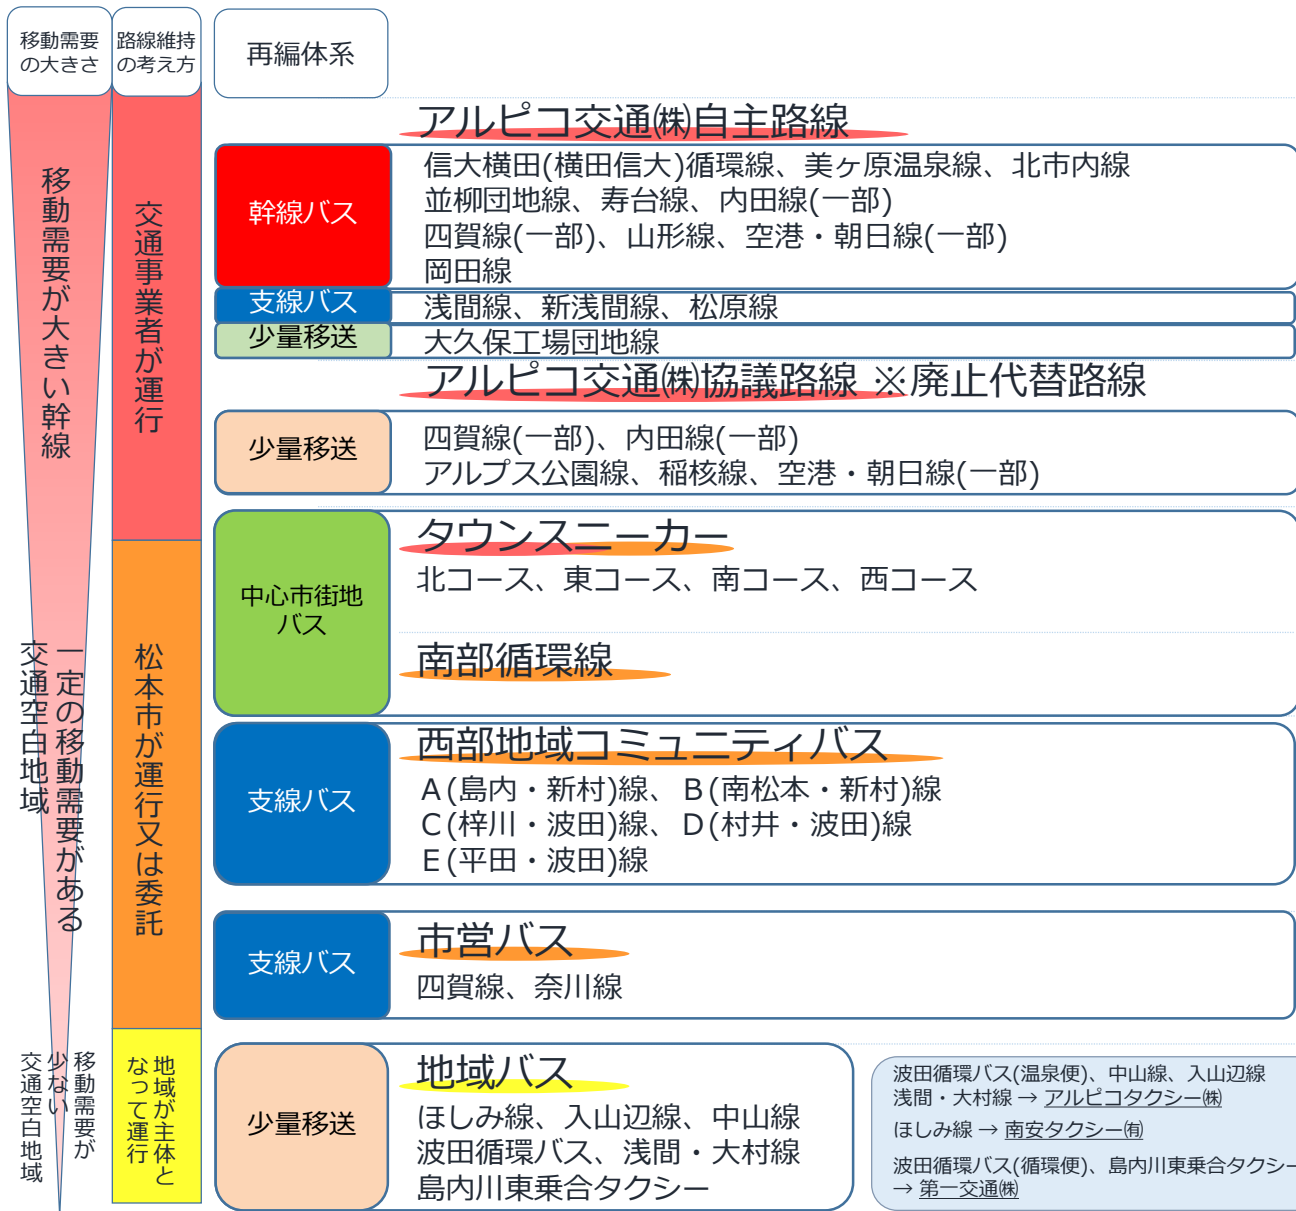 移動需要
の大きさ
路線維持
の考え方
再編体系
移動需要が大きい幹線
一定の移動需要がある
交通空白地域
移動需要が
少ない
交通空白地域
交通事業者が運行
松本市が運行又は委託
地域が主体と
なって運行
アルピコ交通㈱自主路線
幹線バス
信大横田(横田信大)循環線、美ヶ原温泉線、北市内線
並柳団地線、寿台線、内田線(一部)
四賀線(一部)、山形線、空港・朝日線(一部)
岡田線
支線バス
浅間線、新浅間線、松原線
少量移送
大久保工場団地線
アルピコ交通㈱協議路線 ※廃止代替路線
少量移送
四賀線(一部)、内田線(一部)
アルプス公園線、稲核線、空港・朝日線(一部)
中心市街地
バス
タウンスニーカー
北コース、東コース、南コース、西コース
南部循環線
支線バス
西部地域コミュニティバス
A(島内・新村)線、B(南松本・新村)線
C(梓川・波田)線、D(村井・波田)線
E(平田・波田)線
支線バス
市営バス
四賀線、奈川線
少量移送
地域バス
ほしみ線、入山辺線、中山線
波田循環バス、浅間・大村線
島内川東乗合タクシー
波田循環バス(温泉便)、中山線、入山辺線
浅間・大村線 → アルピコタクシー㈱
ほしみ線 → 南安タクシー㈲
波田循環バス(循環便)、島内川東乗合タクシー
→ 第一交通㈱